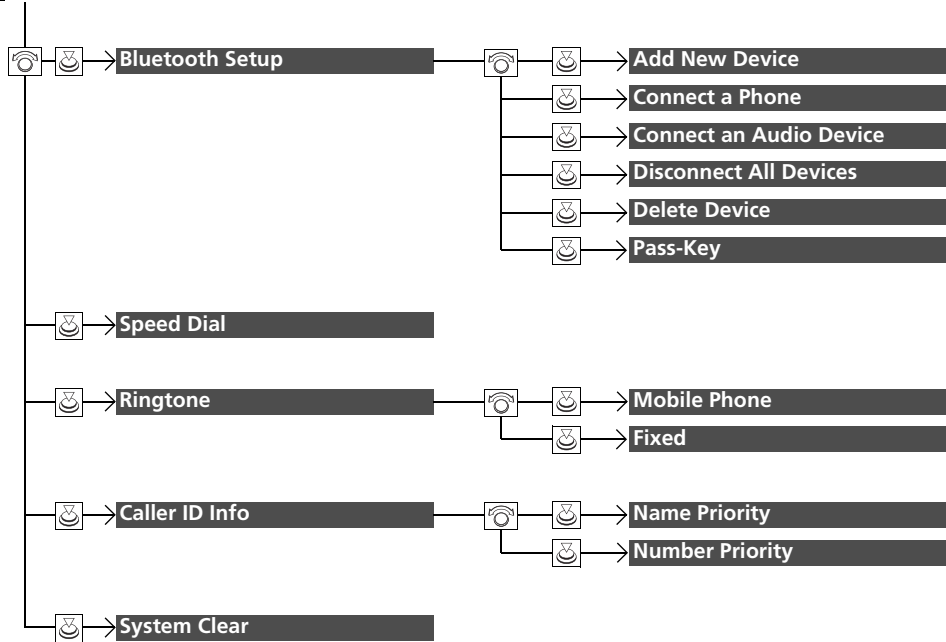 Bluetooth Setup
Add New Device
Connect a Phone
Connect an Audio Device
Disconnect All Devices
Delete Device
Pass-Key
Speed Dial
Ringtone
Mobile Phone
Fixed
Caller ID Info
Name Priority
Number Priority
System Clear